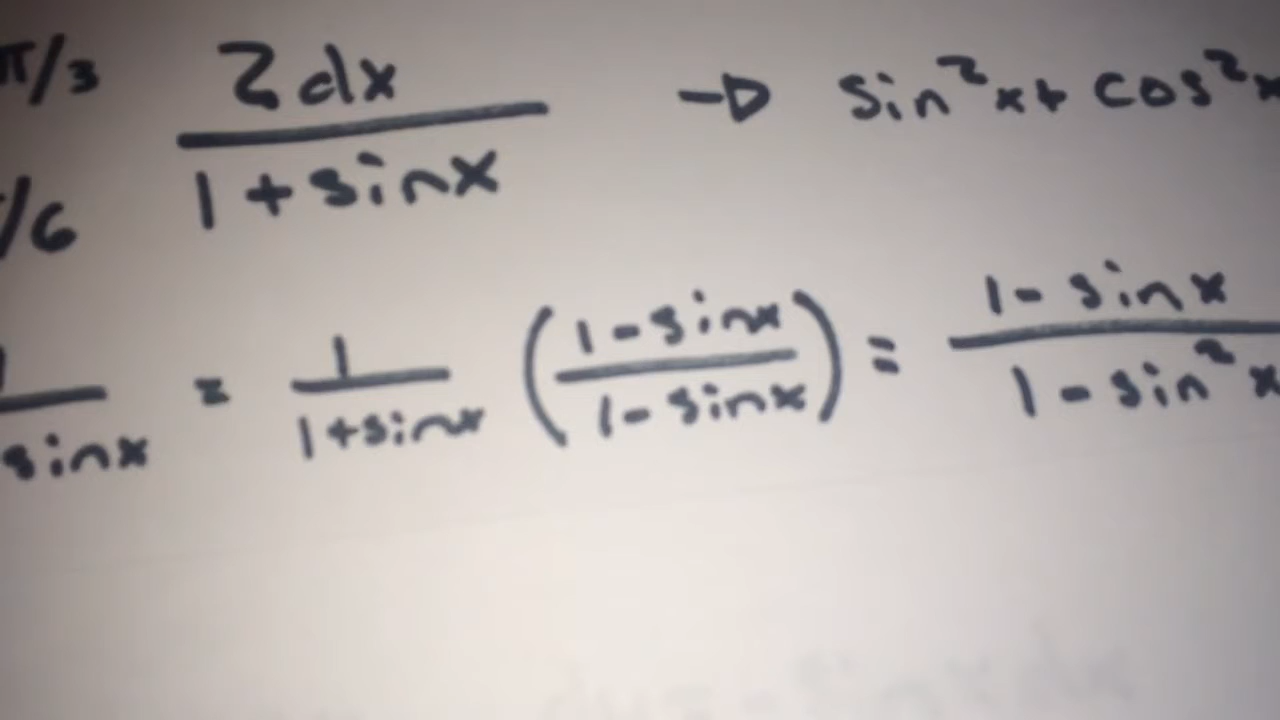 π/3 2dx / 1 + sinx → sin²x + cos²x
/6
1 / sinx = 1 / 1+sinx (1 - sinx / 1 - sinx) = 1 - sinx / 1 - sin²x